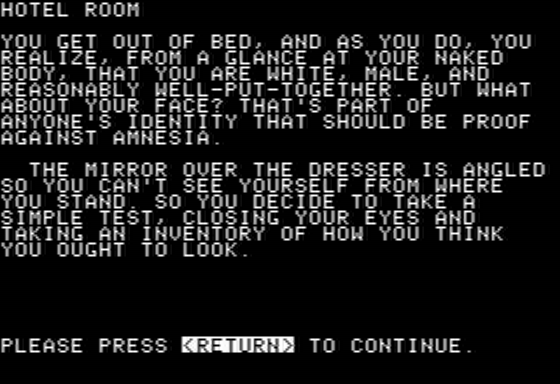 HOTEL ROOM
YOU GET OUT OF BED, AND AS YOU DO, YOU
REALIZE, FROM A GLANCE AT YOUR NAKED
BODY, THAT YOU ARE WHITE, MALE, AND
REASONABLY WELL-PUT-TOGETHER. BUT WHAT
ABOUT YOUR FACE? THAT'S PART OF
ANYONE'S IDENTITY THAT SHOULD BE PROOF
AGAINST AMNESIA.
THE MIRROR OVER THE DRESSER IS ANGLED
SO YOU CAN'T SEE YOURSELF FROM WHERE
YOU STAND. SO YOU DECIDE TO TAKE A
SIMPLE TEST, CLOSING YOUR EYES AND
TAKING AN INVENTORY OF HOW YOU THINK
YOU OUGHT TO LOOK.
PLEASE PRESS <RETURN> TO CONTINUE.